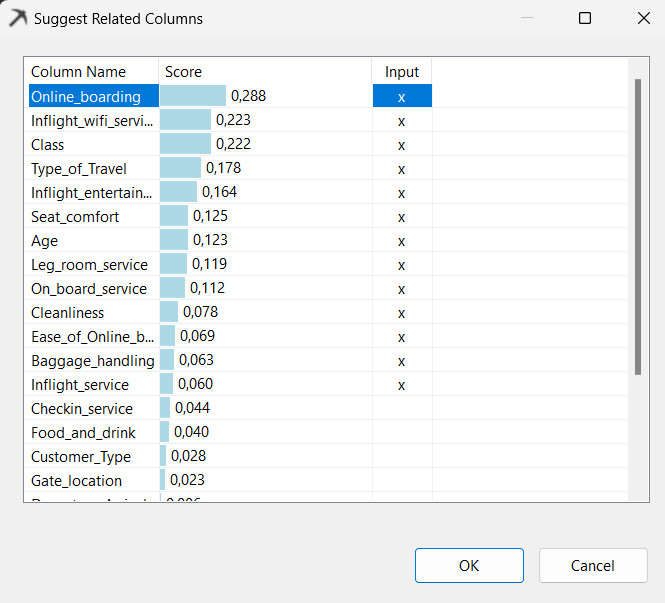 Suggest Related Columns
Column Name Score Input
Online_boarding 0,288 x
Inflight_wifi_servi... 0,223 x
Class 0,222 x
Type_of_Travel 0,178 x
Inflight_entertain... 0,164 x
Seat_comfort 0,125 x
Age 0,123 x
Leg_room_service 0,119 x
On_board_service 0,112 x
Cleanliness 0,078 x
Ease_of_Online_b... 0,069 x
Baggage_handling 0,063 x
Inflight_service 0,060 x
Checkin_service 0,044
Food_and_drink 0,040
Customer_Type 0,028
Gate_location 0,023
OK Cancel